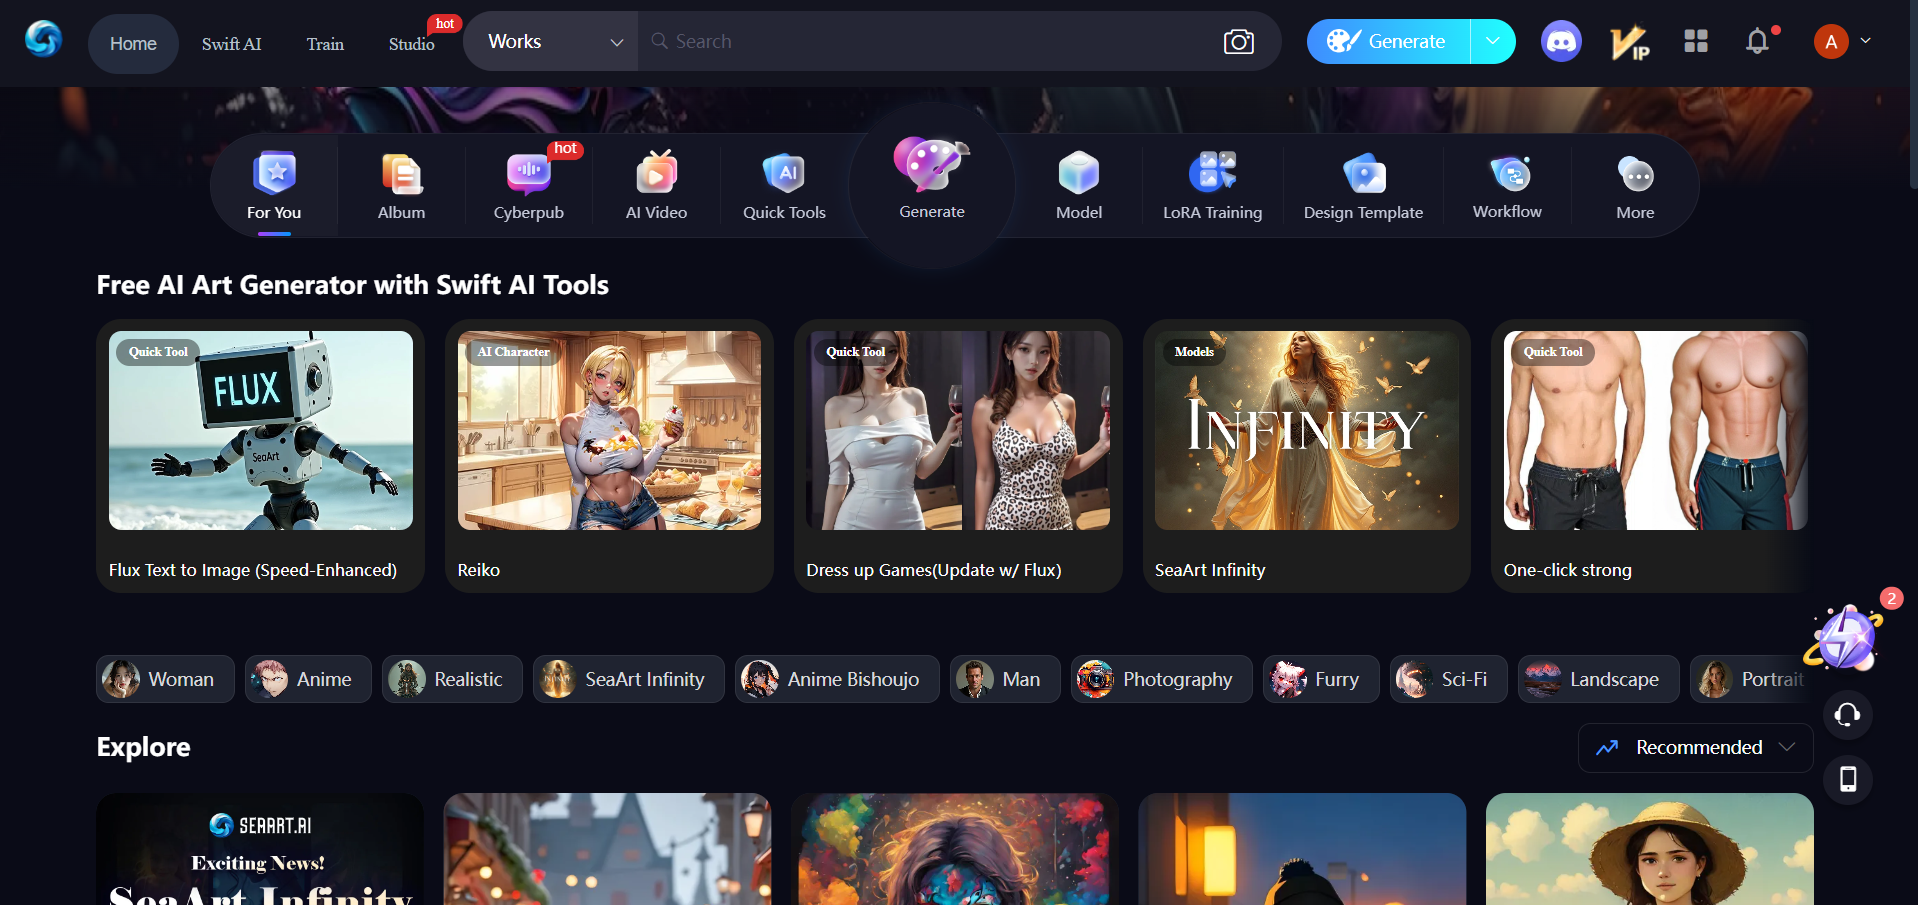 Home
Swift AI
Train
Studio
hot
Works
Search
Generate
VIP
A
For You
Album
Cyberpub
hot
AI Video
AI
Quick Tools
Generate
Model
LoRA Training
Design Template
Workflow
More
Free AI Art Generator with Swift AI Tools
Quick Tool
FLUX
SeaArt
Flux Text to Image (Speed-Enhanced)
AI Character
Reiko
Quick Tool
Dress up Games(Update w/ Flux)
Models
INFINITY
SeaArt Infinity
Quick Tool
One-click strong
2
Woman
Anime
Realistic
SeaArt Infinity
Anime Bishoujo
Man
Photography
Furry
Sci-Fi
Landscape
Portrait
Explore
Recommended
SEAART.AI
Exciting News!
SeaArt Infinity